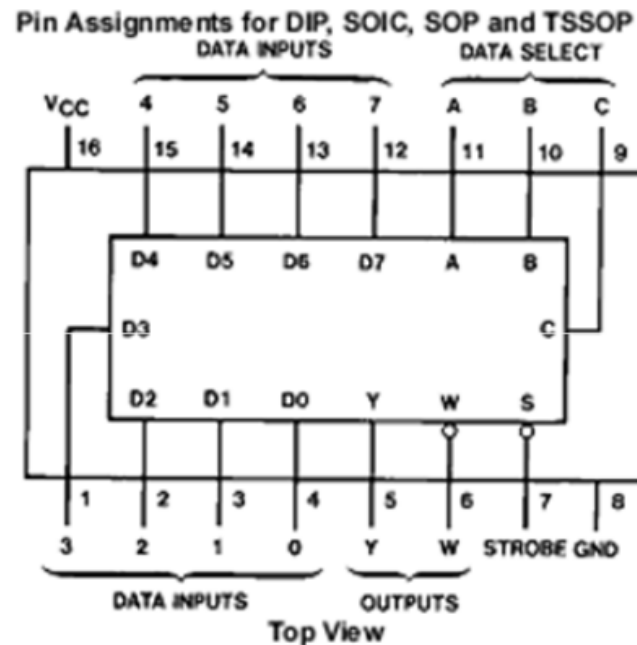 Pin Assignments for DIP, SOIC, SOP and TSSOP
DATA INPUTS DATA SELECT
VCC 4 5 6 7 A B C
16 15 14 13 12 11 10 9
D4 D5 D6 D7 A B
D3 C
D2 D1 D0 Y W S
1 2 3 4 5 6 7 8
3 2 1 0 Y W STROBE GND
DATA INPUTS OUTPUTS
Top View